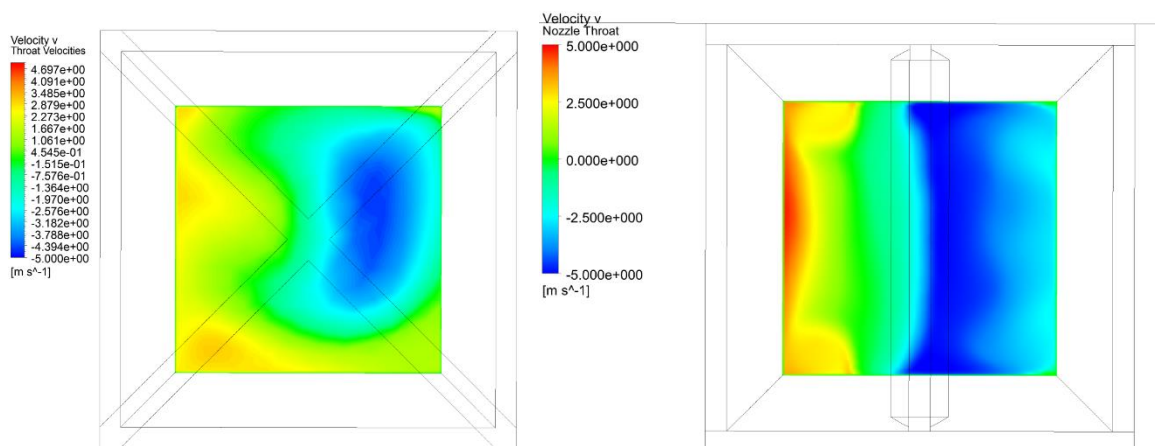 Velocity v
Throat Velocities
4.697e+00
4.091e+00
3.485e+00
2.879e+00
2.273e+00
1.667e+00
1.061e+00
4.545e-01
-1.515e-01
-7.576e-01
-1.364e+00
-1.970e+00
-2.576e+00
-3.182e+00
-3.788e+00
-4.394e+00
-5.000e+00
[m s^-1]
Velocity v
Nozzle Throat
5.000e+000
2.500e+000
0.000e+000
-2.500e+000
-5.000e+000
[m s^-1]